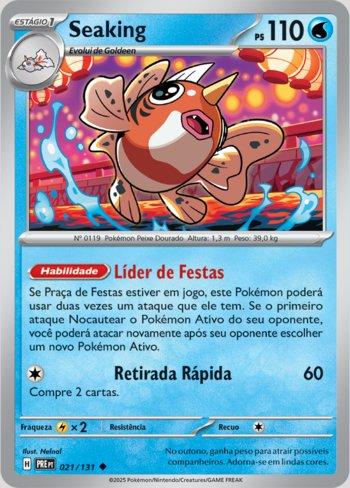 ESTÁGIO 1
Seaking
PS 110
Evolui de Goldeen
Nº 0119 Pokémon Peixe Dourado Altura: 1,3 m Peso: 39,0 kg
Habilidade Líder de Festas
Se Praça de Festas estiver em jogo, este Pokémon poderá
usar duas vezes um ataque que ele tem. Se o primeiro
ataque Nocautear o Pokémon Ativo do seu oponente,
você poderá atacar novamente após seu oponente escolher
um novo Pokémon Ativo.
Retirada Rápida 60
Compre 2 cartas.
Fraqueza ×2 Resistência Recuo
Ilust. Nelnal
H PRE PT 021/131
No outono, ganha peso para atrair possíveis
companheiros. Adorna-se em lindas cores.
©2025 Pokémon/Nintendo/Creatures/GAME FREAK